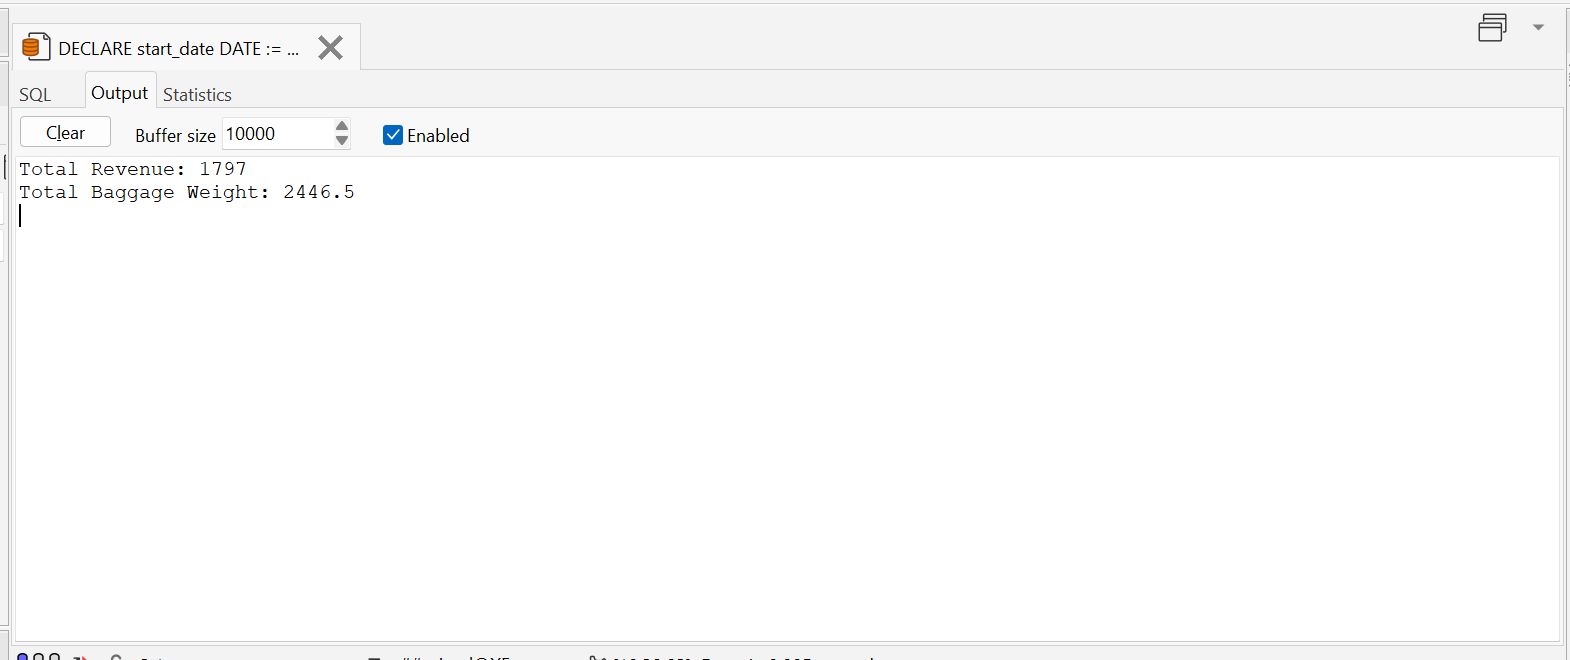 DECLARE start_date DATE := ...
SQL Output Statistics
Clear Buffer size 10000 Enabled
Total Revenue: 1797
Total Baggage Weight: 2446.5